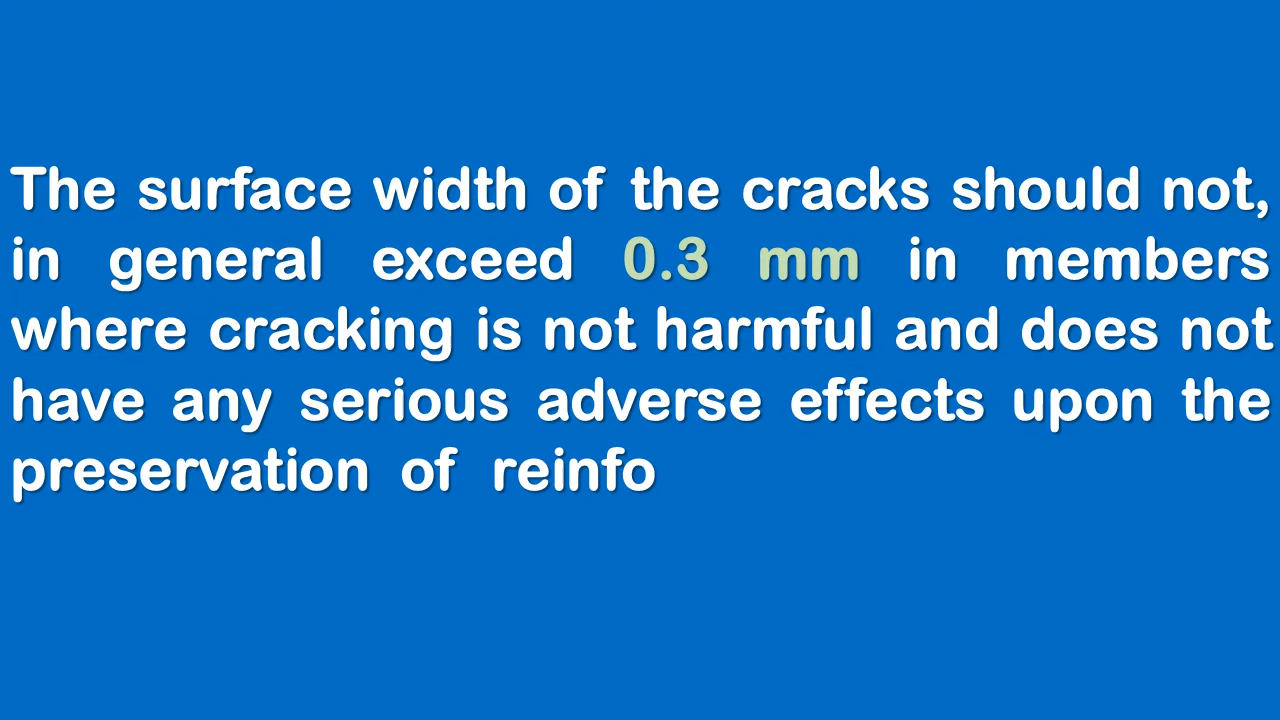 The surface width of the cracks should not,
in general exceed 0.3 mm in members
where cracking is not harmful and does not
have any serious adverse effects upon the
preservation of reinfo